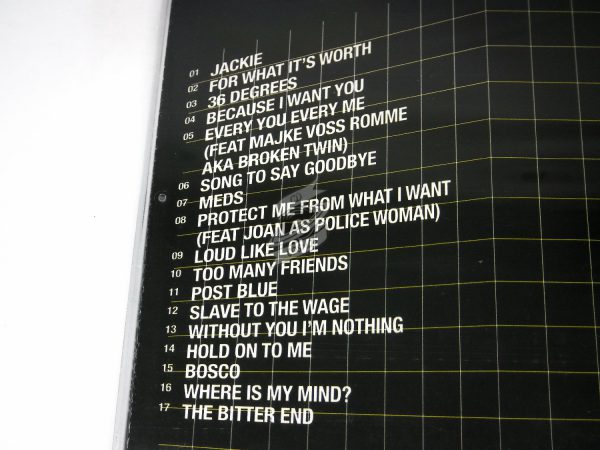 01 JACKIE
02 FOR WHAT IT'S WORTH
03 36 DEGREES
04 BECAUSE I WANT YOU
05 EVERY YOU EVERY ME
(FEAT MAJKE VOSS ROMME
AKA BROKEN TWIN)
06 SONG TO SAY GOODBYE
07 MEDS
08 PROTECT ME FROM WHAT I WANT
(FEAT JOAN AS POLICE WOMAN)
09 LOUD LIKE LOVE
10 TOO MANY FRIENDS
11 POST BLUE
12 SLAVE TO THE WAGE
13 WITHOUT YOU I'M NOTHING
14 HOLD ON TO ME
15 BOSCO
16 WHERE IS MY MIND?
17 THE BITTER END